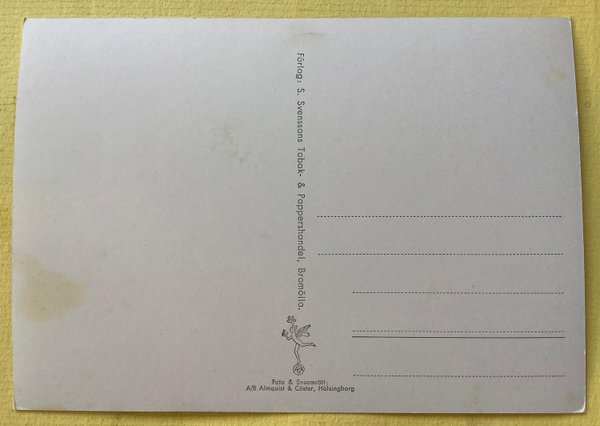 Förlag: S. Svenssons Tobak- & Pappershandel, Bromölla.
Foto & Ensamrätt:
A/B Almquist & Cöster, Hälsingborg